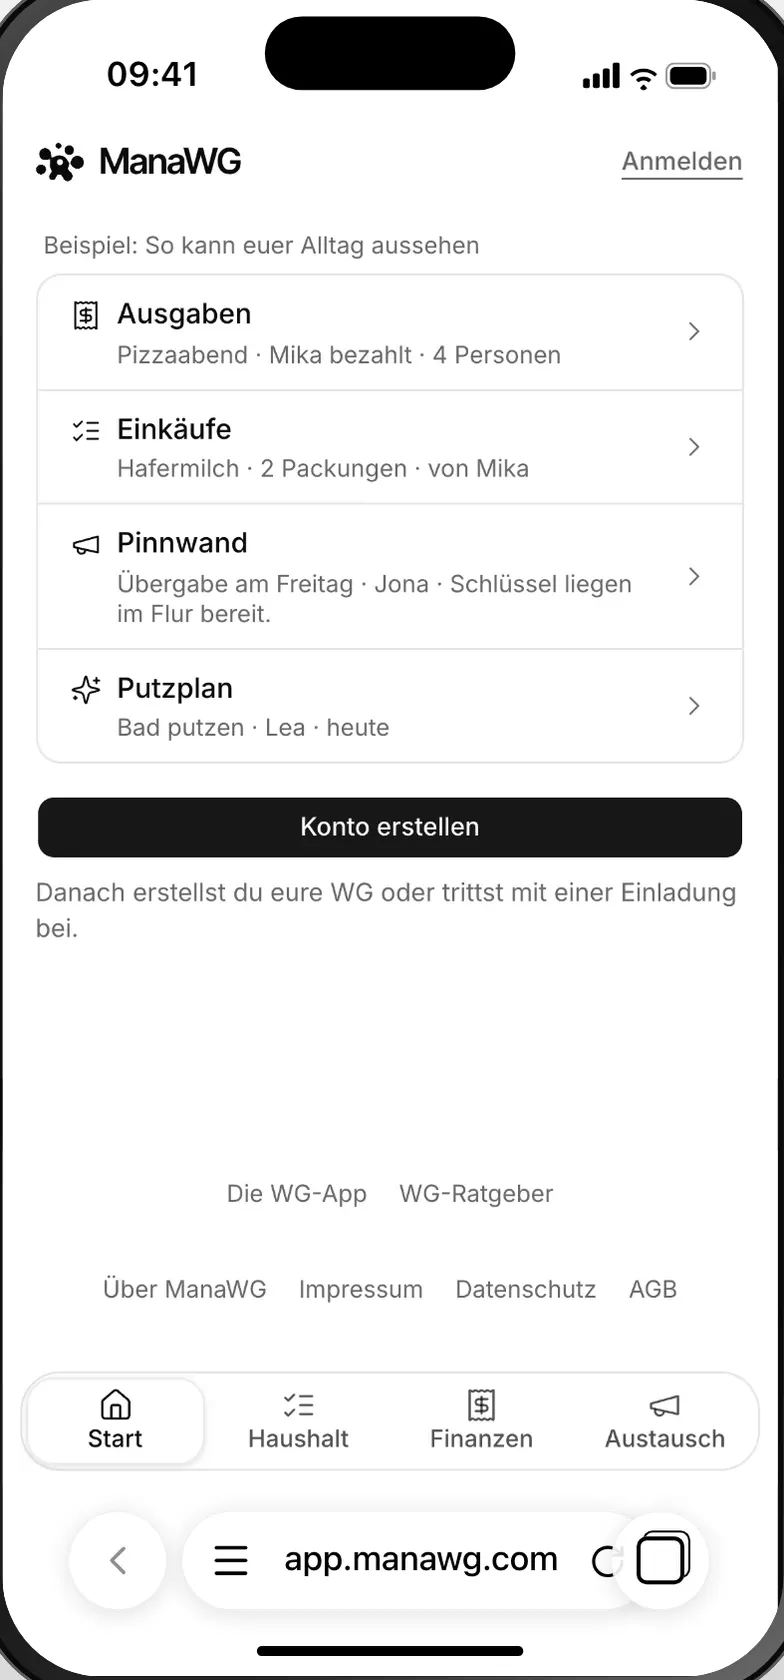 09:41
ManaWG
Anmelden
Beispiel: So kann euer Alltag aussehen
Ausgaben
Pizzaabend · Mika bezahlt · 4 Personen
Einkäufe
Hafermilch · 2 Packungen · von Mika
Pinnwand
Übergabe am Freitag · Jona · Schlüssel liegen
im Flur bereit.
Putzplan
Bad putzen · Lea · heute
Konto erstellen
Danach erstellst du eure WG oder trittst mit einer Einladung
bei.
Die WG-App WG-Ratgeber
Über ManaWG Impressum Datenschutz AGB
Start Haushalt Finanzen Austausch
app.manawg.com